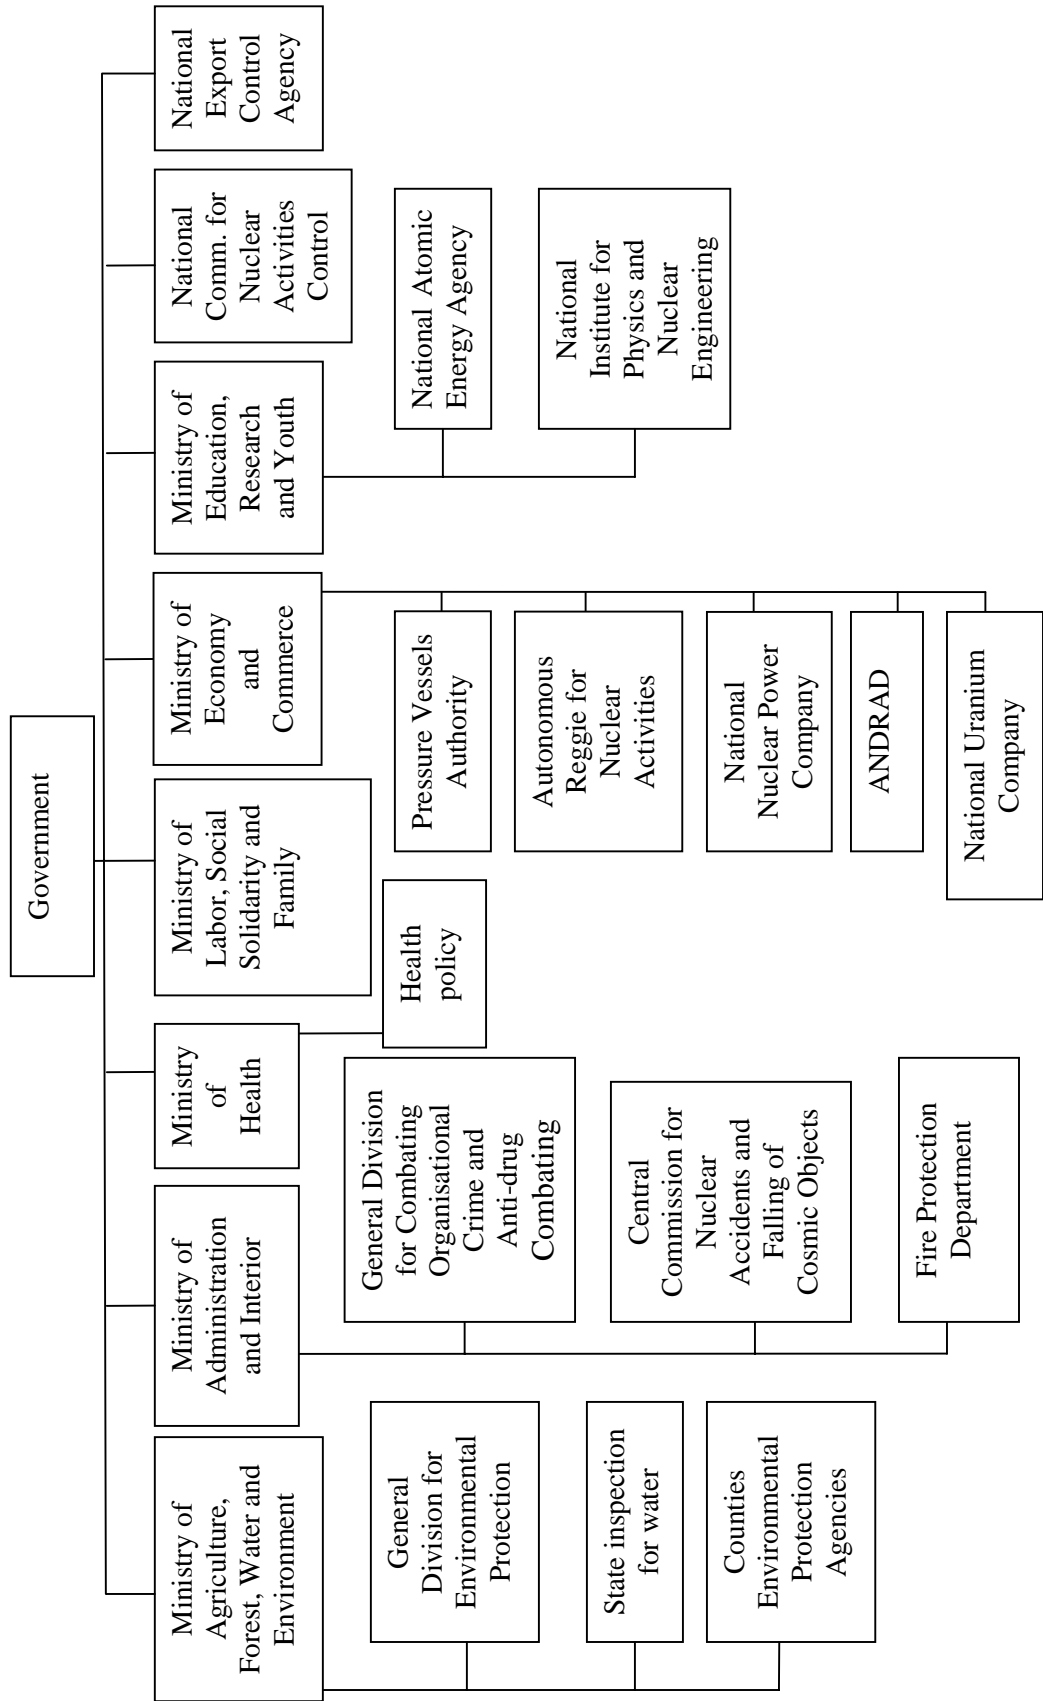 Government
Ministry of
Agriculture,
Forest, Water and
Environment
Ministry of
Administration
and Interior
Ministry
of
Health
Ministry of
Labor, Social
Solidarity and
Family
Ministry of
Economy
and
Commerce
Ministry of
Education,
Research
and Youth
National
Comm. for
Nuclear
Activities
Control
National
Export
Control
Agency
General
Division for
Environmental
Protection
State inspection
for water
Counties
Environmental
Protection
Agencies
General Division
for Combating
Organisational
Crime and
Anti-drug
Combating
Central
Commission for
Nuclear
Accidents and
Falling of
Cosmic Objects
Fire Protection
Department
Health
policy
Pressure Vessels
Authority
Autonomous
Reggie for
Nuclear
Activities
National
Nuclear Power
Company
ANDRAD
National Uranium
Company
National Atomic
Energy Agency
National
Institute for
Physics and
Nuclear
Engineering